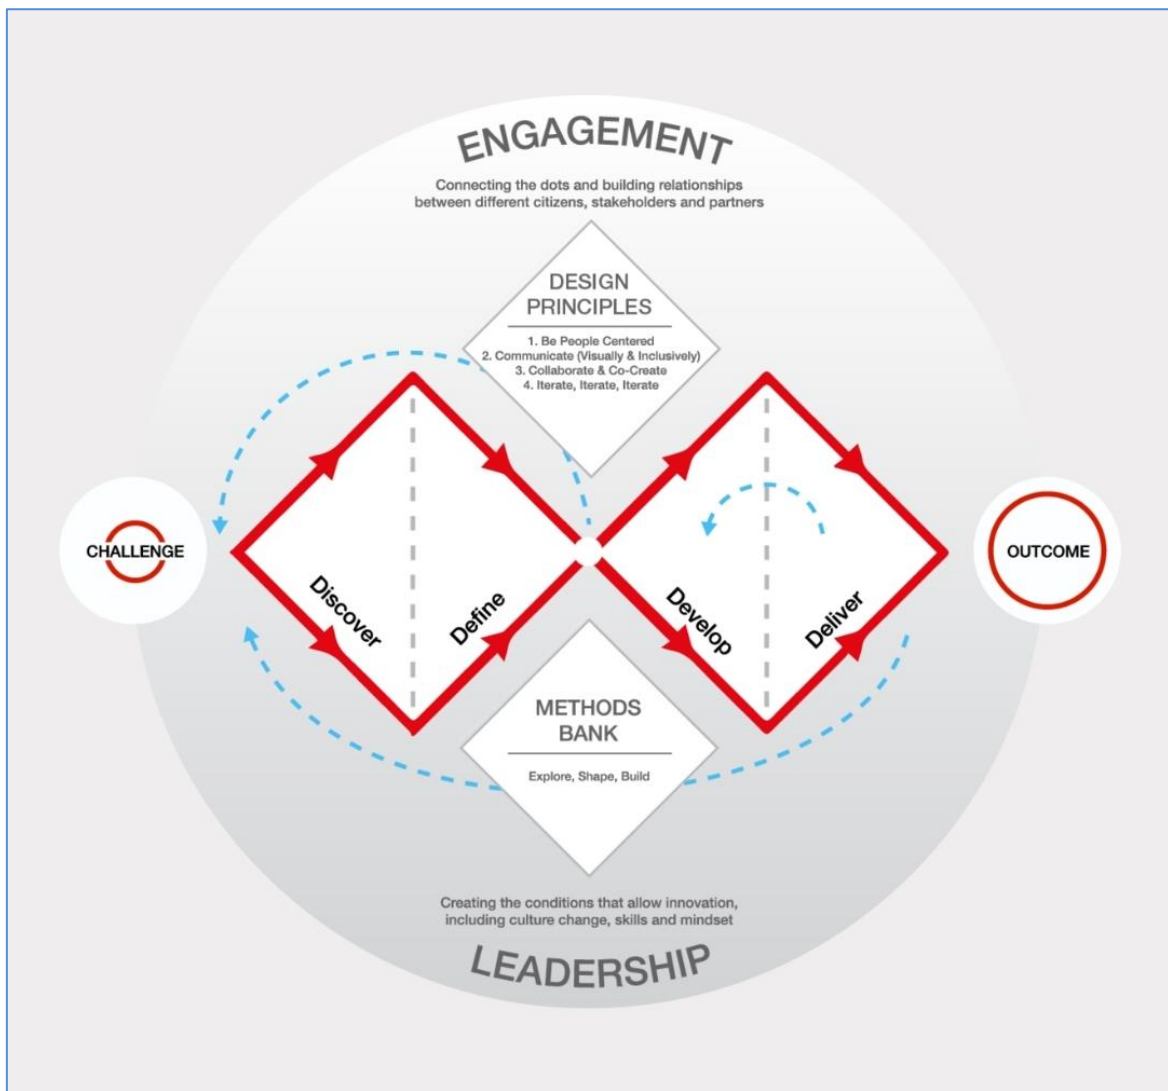 ENGAGEMENT
Connecting the dots and building relationships
between different citizens, stakeholders and partners
DESIGN
PRINCIPLES
1. Be People Centered
2. Communicate (Visually & Inclusively)
3. Collaborate & Co-Create
4. Iterate, Iterate, Iterate
CHALLENGE
Discover
Define
Develop
Deliver
OUTCOME
METHODS
BANK
Explore, Shape, Build
Creating the conditions that allow innovation,
including culture change, skills and mindset
LEADERSHIP